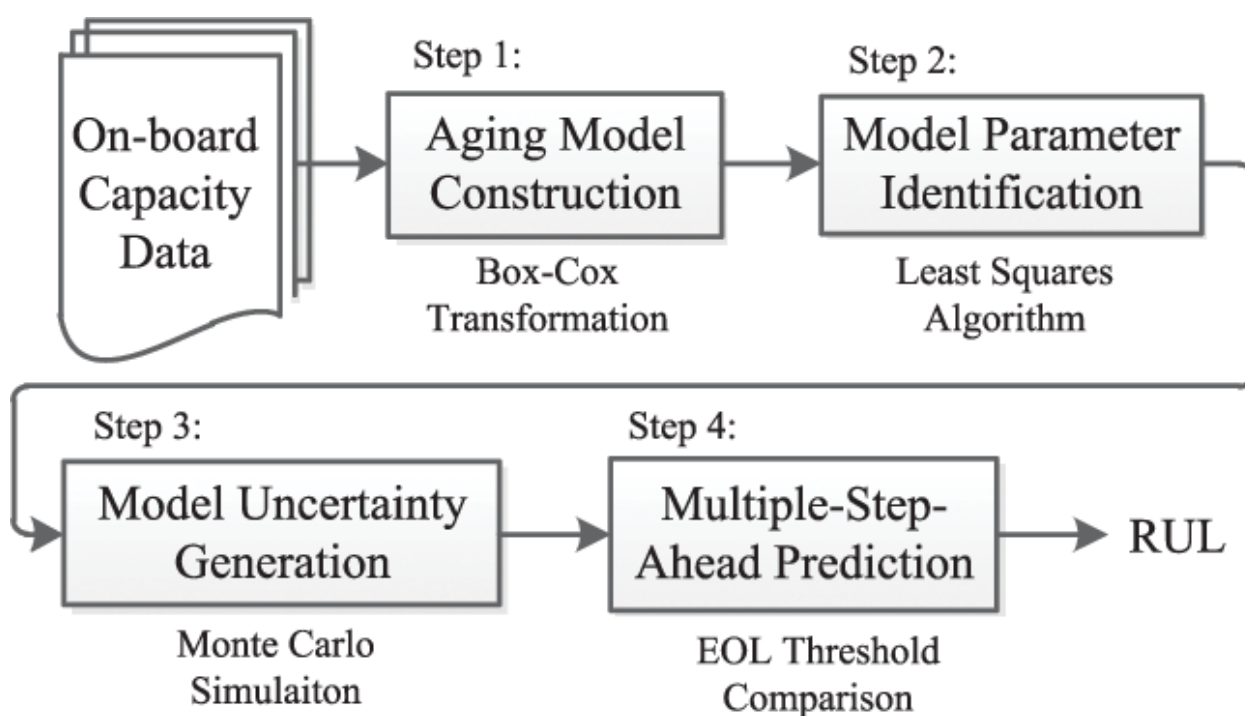 On-board
Capacity
Data
Step 1:
Aging Model
Construction
Box-Cox
Transformation
Step 2:
Model Parameter
Identification
Least Squares
Algorithm
Step 3:
Model Uncertainty
Generation
Monte Carlo
Simulaiton
Step 4:
Multiple-Step-
Ahead Prediction
EOL Threshold
Comparison
RUL